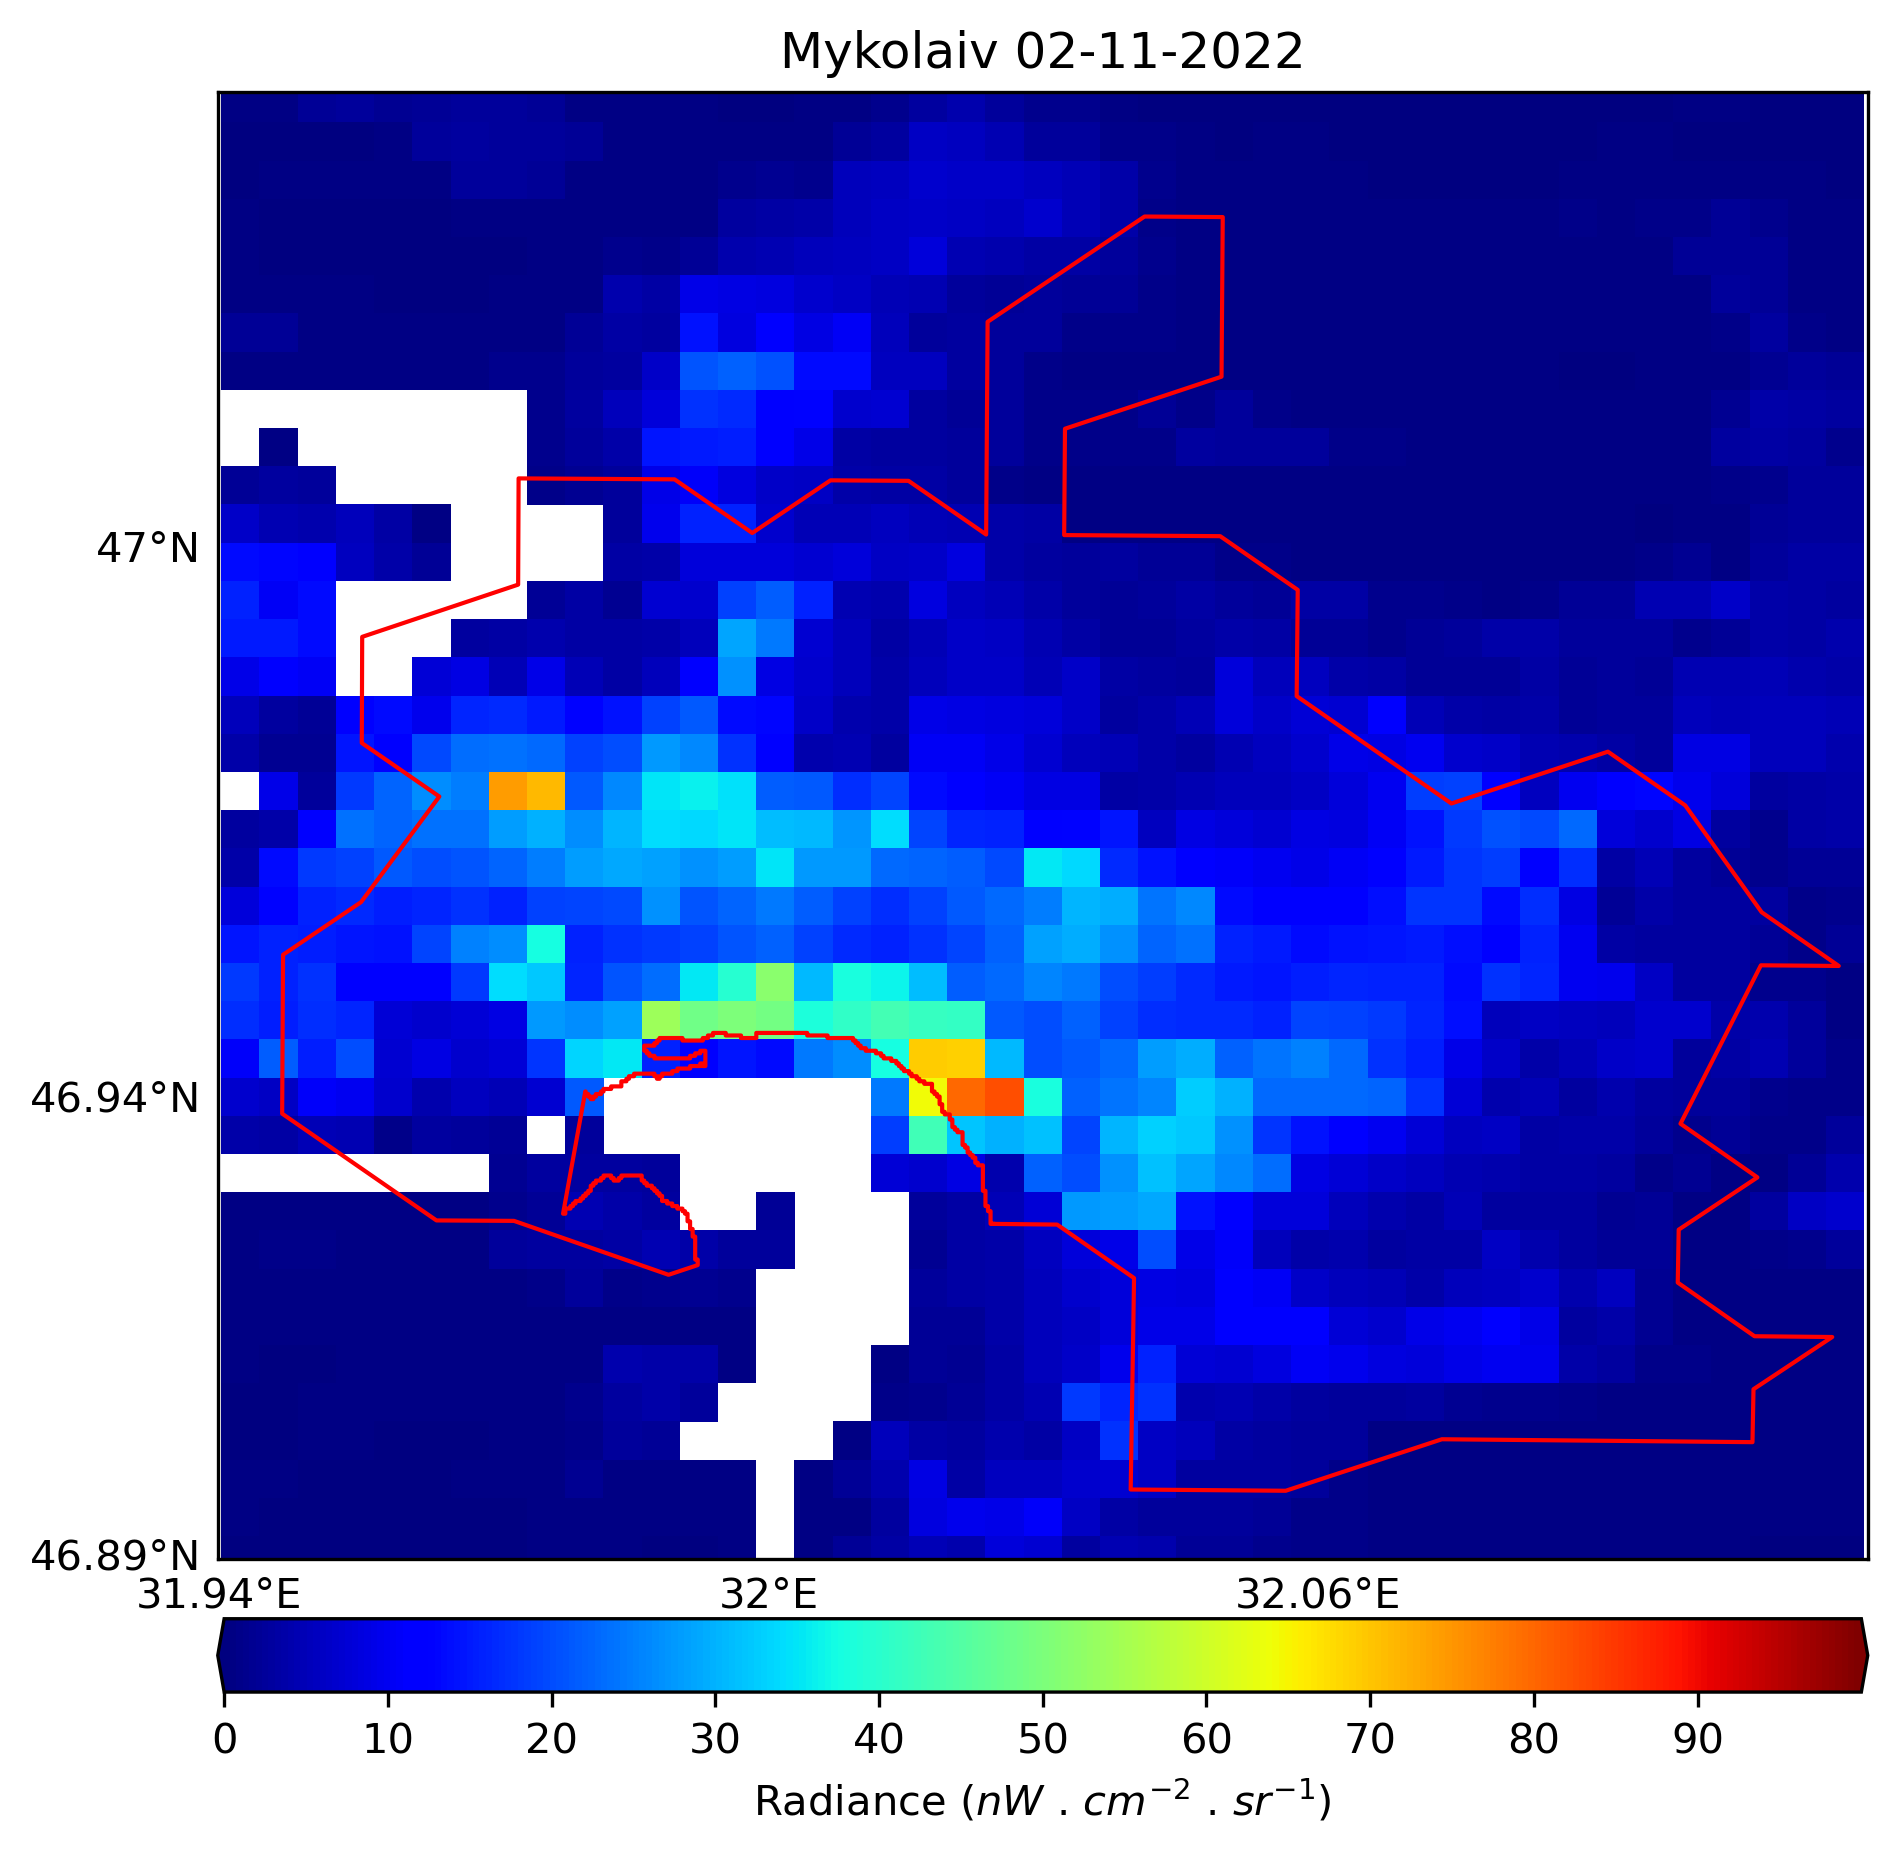 Mykolaiv 02-11-2022
47°N
46.94°N
46.89°N
31.94°E 32°E 32.06°E
0 10 20 30 40 50 60 70 80 90
Radiance (nW . cm⁻² . sr⁻¹)